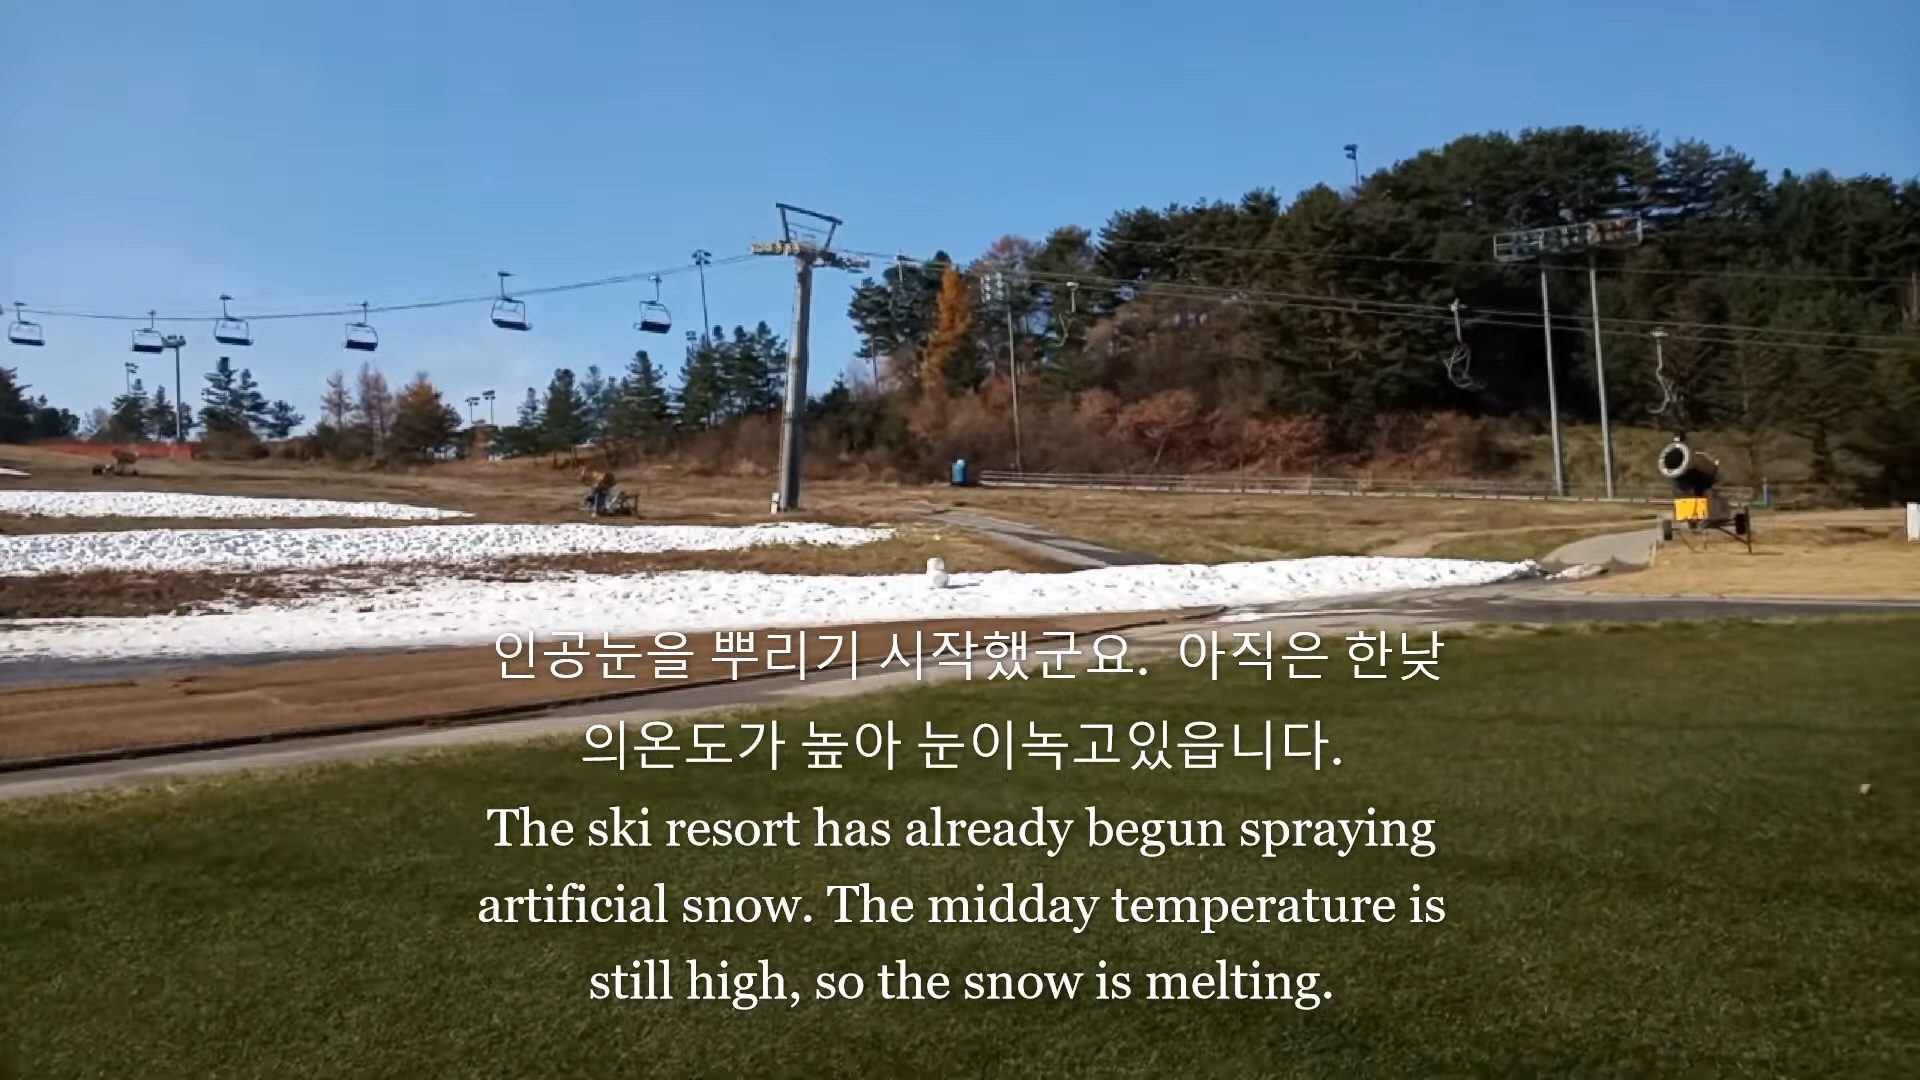 인공눈을 뿌리기 시작했군요.  아직은 한낮
의온도가 높아 눈이녹고있읍니다.
The ski resort has already begun spraying
artificial snow. The midday temperature is
still high, so the snow is melting.